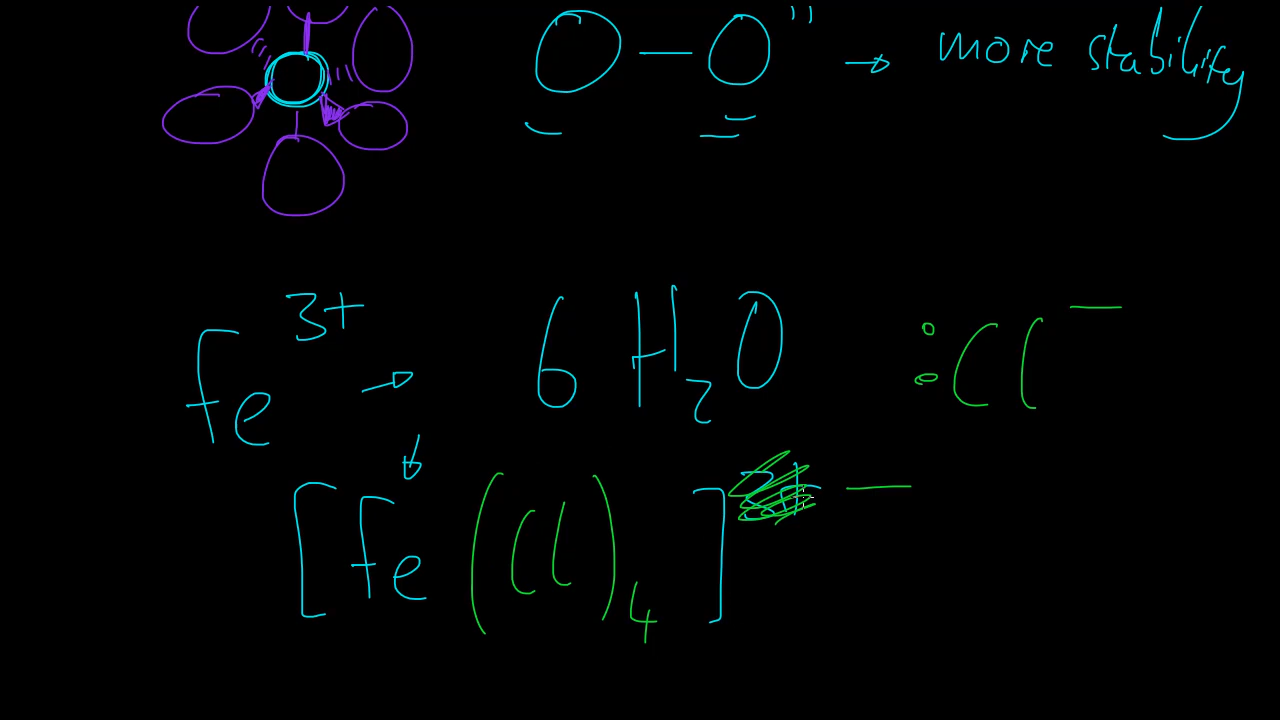 O — O " → more stability
Fe³⁺ → 6 H₂O :Cl⁻
↓
[Fe(Cl)₄]⁻